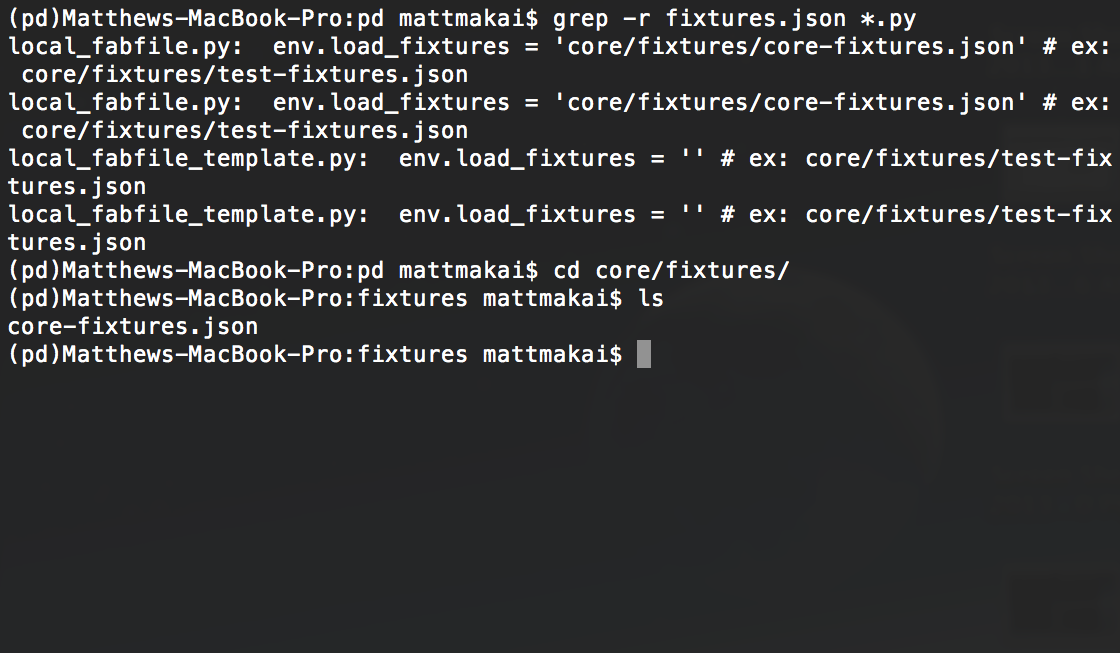 (pd)Matthews-MacBook-Pro:pd mattmakai$ grep -r fixtures.json *.py
local_fabfile.py:  env.load_fixtures = 'core/fixtures/core-fixtures.json' # ex:
 core/fixtures/test-fixtures.json
local_fabfile.py:  env.load_fixtures = 'core/fixtures/core-fixtures.json' # ex:
 core/fixtures/test-fixtures.json
local_fabfile_template.py:  env.load_fixtures = '' # ex: core/fixtures/test-fix
tures.json
local_fabfile_template.py:  env.load_fixtures = '' # ex: core/fixtures/test-fix
tures.json
(pd)Matthews-MacBook-Pro:pd mattmakai$ cd core/fixtures/
(pd)Matthews-MacBook-Pro:fixtures mattmakai$ ls
core-fixtures.json
(pd)Matthews-MacBook-Pro:fixtures mattmakai$